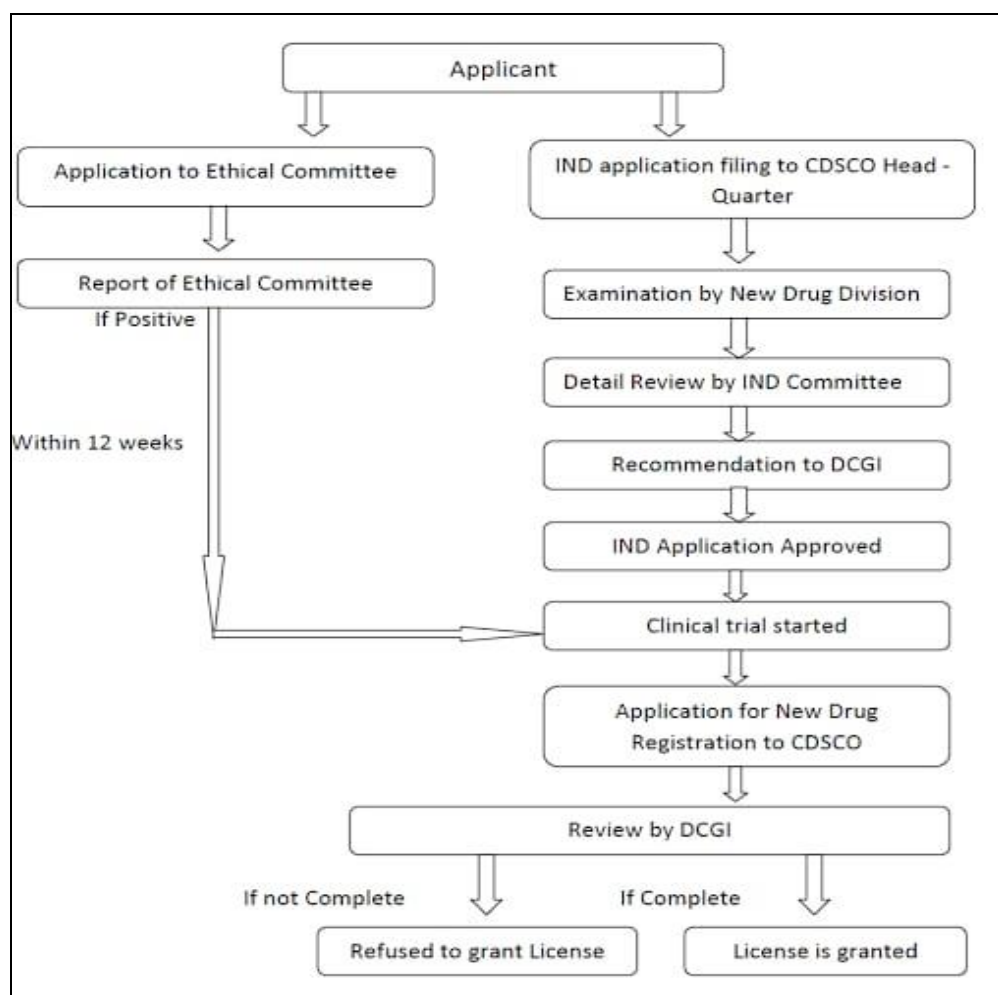 Applicant
Application to Ethical Committee
IND application filing to CDSCO Head -
Quarter
Report of Ethical Committee
If Positive
Within 12 weeks
Examination by New Drug Division
Detail Review by IND Committee
Recommendation to DCGI
IND Application Approved
Clinical trial started
Application for New Drug
Registration to CDSCO
Review by DCGI
If not Complete
If Complete
Refused to grant License
License is granted